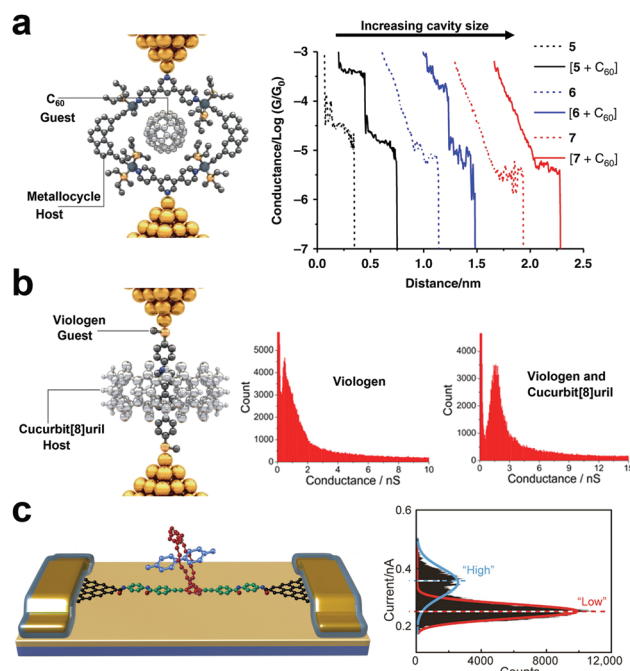 a
C60
Guest
Metallocycle
Host
Increasing cavity size
Conductance/Log (G/G0)
-3
-4
-5
-6
-7
0.0 0.5 1.0 1.5 2.0 2.5
Distance/nm
5
[5 + C60]
6
[6 + C60]
7
[7 + C60]
b
Viologen
Guest
Cucurbit[8]uril
Host
Count
5000
4000
3000
2000
1000
0
0 2 4 6 8 10
Conductance / nS
Viologen
Count
4000
3000
2000
1000
0
0 3 6 9 12 15
Conductance / nS
Viologen and
Cucurbit[8]uril
c
Current/nA
0.6
0.4
0.2
"High"
"Low"
0 4000 8000 12,000
Counts